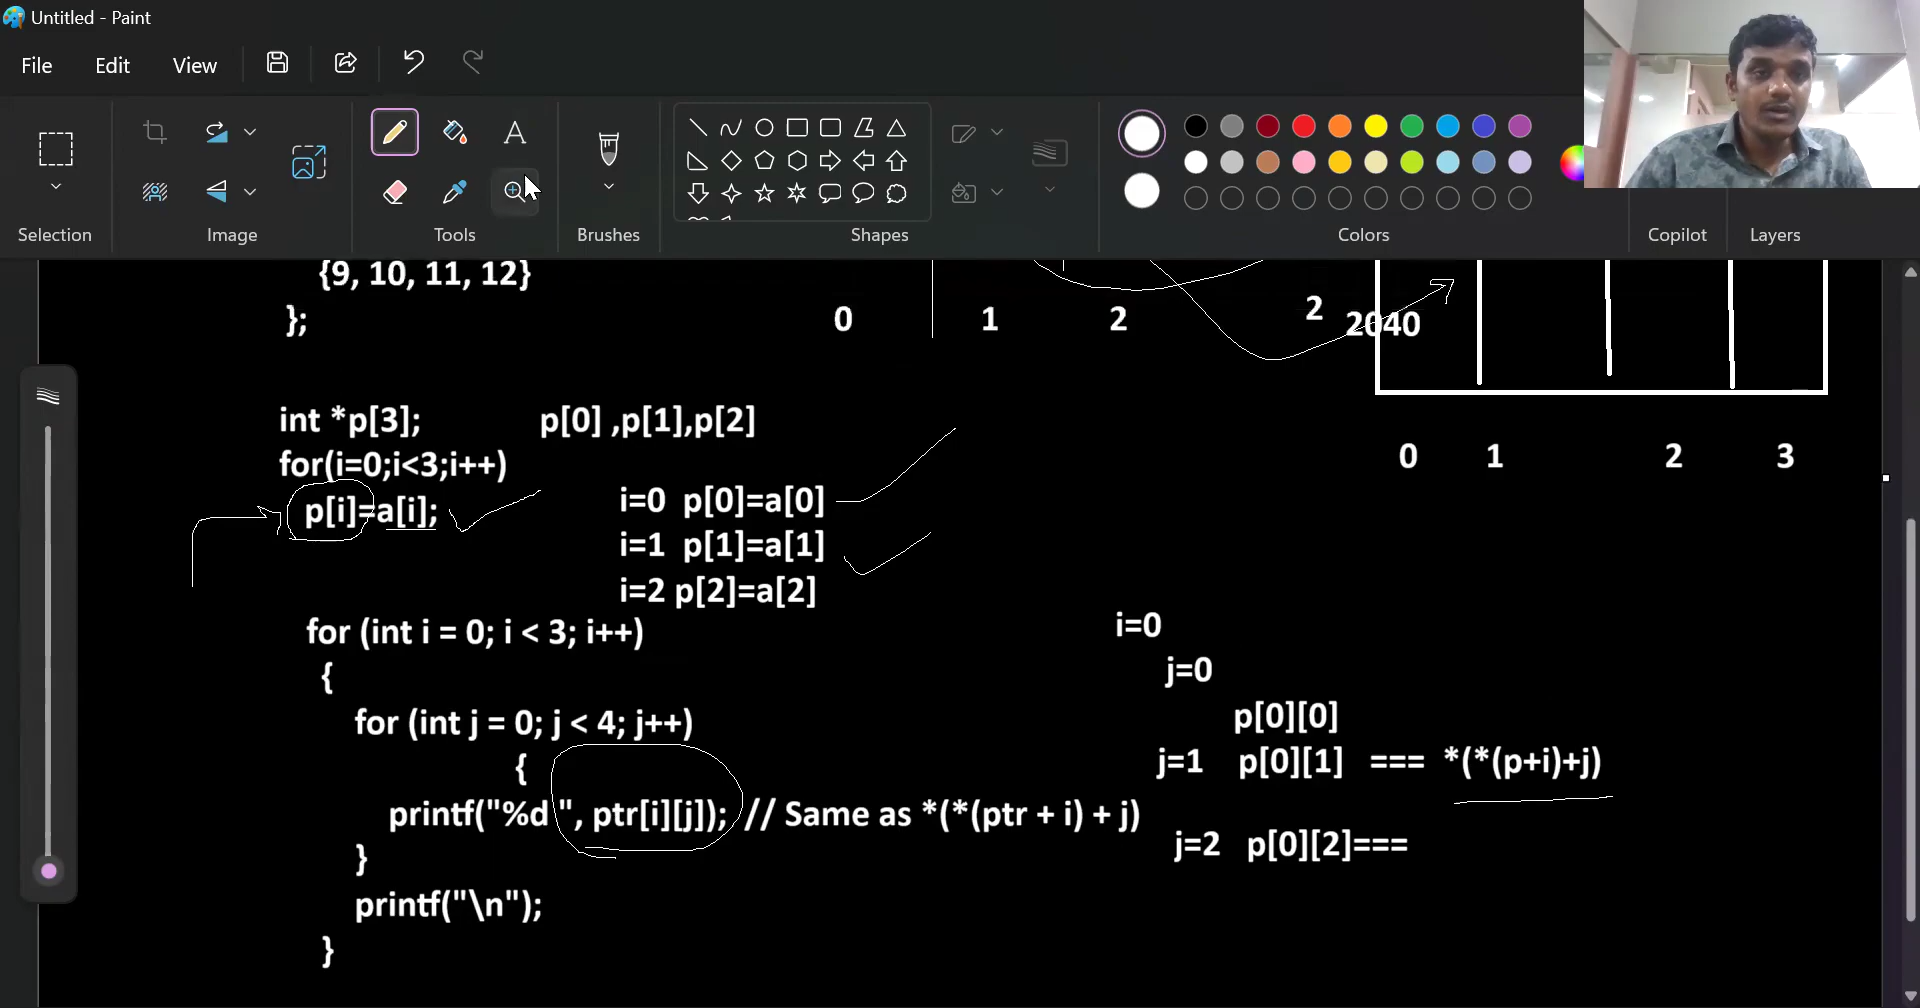 Untitled - Paint
File Edit View
Selection Image Tools Brushes Shapes Colors Copilot Layers
{9, 10, 11, 12}
};
0 1 2 2 2040
int *p[3]; p[0] ,p[1],p[2]
for(i=0;i<3;i++)
0 1 2 3
p[i]=a[i];
i=0 p[0]=a[0]
i=1 p[1]=a[1]
i=2 p[2]=a[2]
for (int i = 0; i < 3; i++)
{
for (int j = 0; j < 4; j++)
{
printf("%d ", ptr[i][j]); // Same as *(*(ptr + i) + j)
}
printf("\n");
}
i=0
j=0
p[0][0]
j=1 p[0][1] === *(*(p+i)+j)
j=2 p[0][2]===